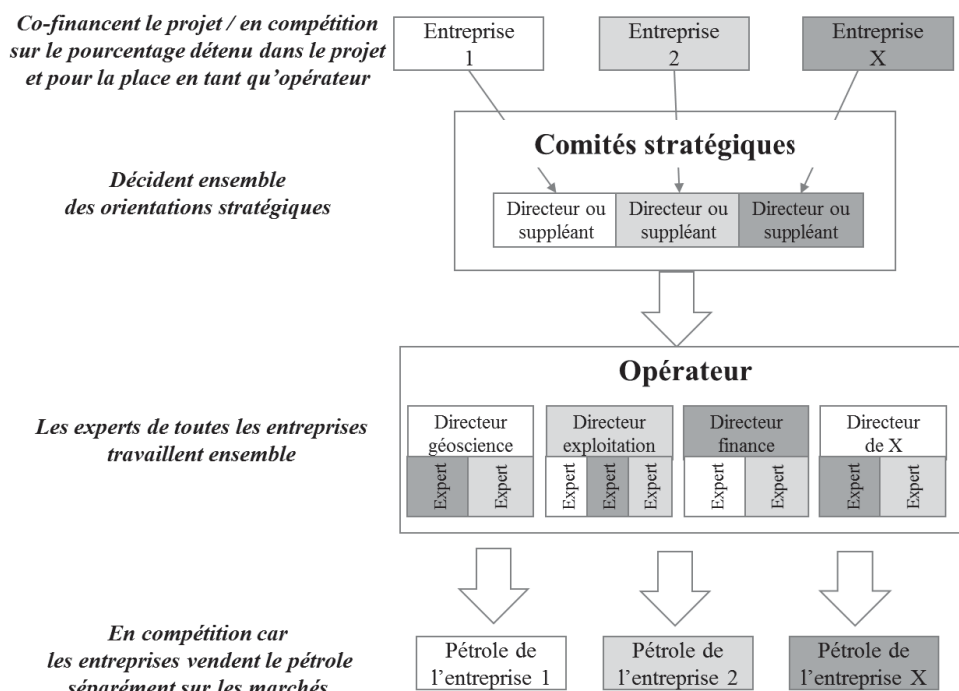 Co-financent le projet / en compétition
sur le pourcentage détenu dans le projet
et pour la place en tant qu'opérateur
Entreprise
1
Entreprise
2
Entreprise
X
Comités stratégiques
Décident ensemble
des orientations stratégiques
Directeur ou
suppléant
Directeur ou
suppléant
Directeur ou
suppléant
Opérateur
Les experts de toutes les entreprises
travaillent ensemble
Directeur
géoscience
Expert
Expert
Directeur
exploitation
Expert
Expert
Expert
Directeur
finance
Expert
Expert
Directeur
de X
Expert
Expert
En compétition car
les entreprises vendent le pétrole
séparément sur les marchés
Pétrole de
l'entreprise 1
Pétrole de
l'entreprise 2
Pétrole de
l'entreprise X